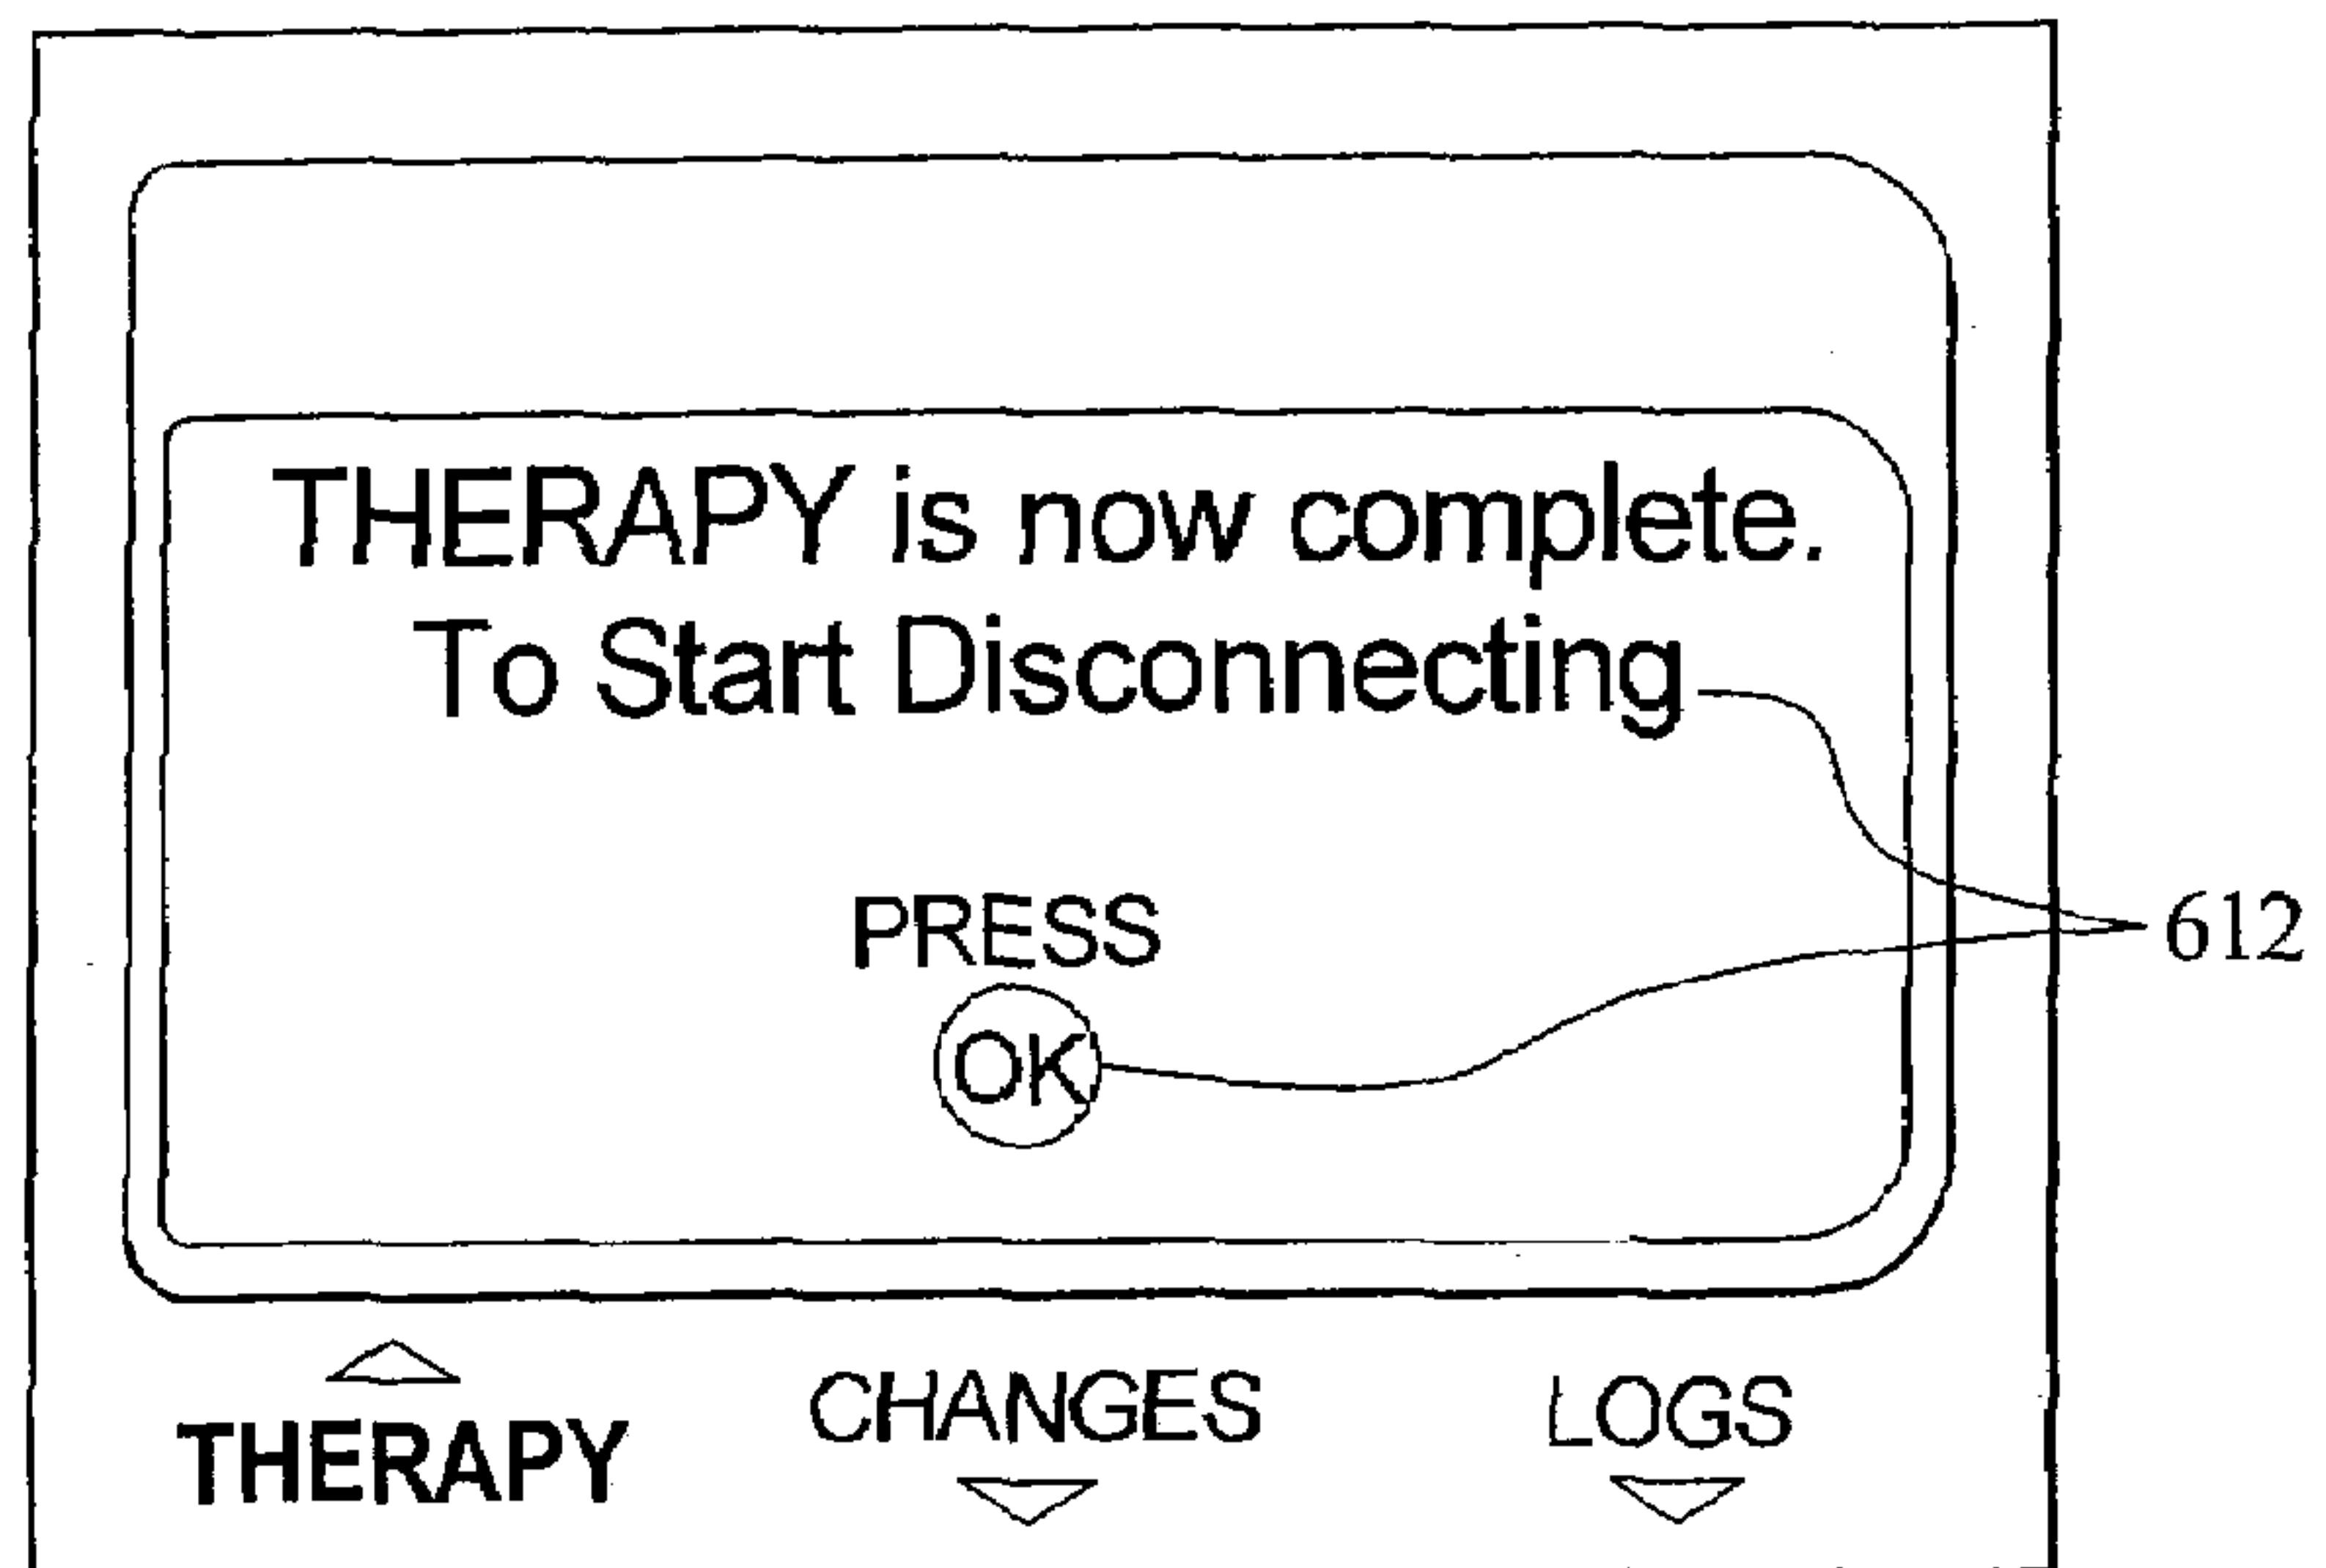 THERAPY is now complete.
To Start Disconnecting
PRESS
612
OK
THERAPY CHANGES LOGS